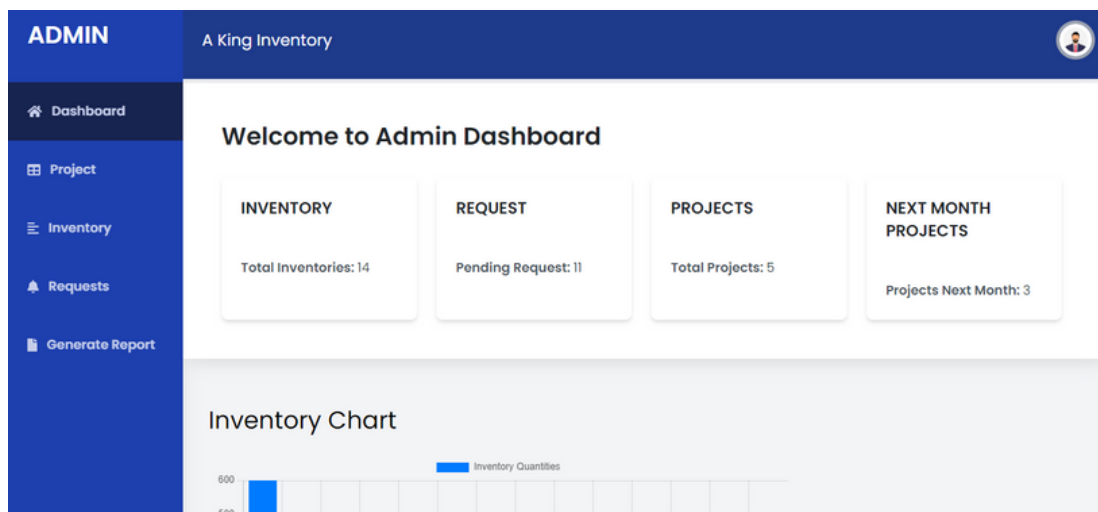 ADMIN
A King Inventory
Dashboard
Project
Inventory
Requests
Generate Report
Welcome to Admin Dashboard
INVENTORY
Total Inventories: 14
REQUEST
Pending Request: 11
PROJECTS
Total Projects: 5
NEXT MONTH
PROJECTS
Projects Next Month: 3
Inventory Chart
Inventory Quantities
600